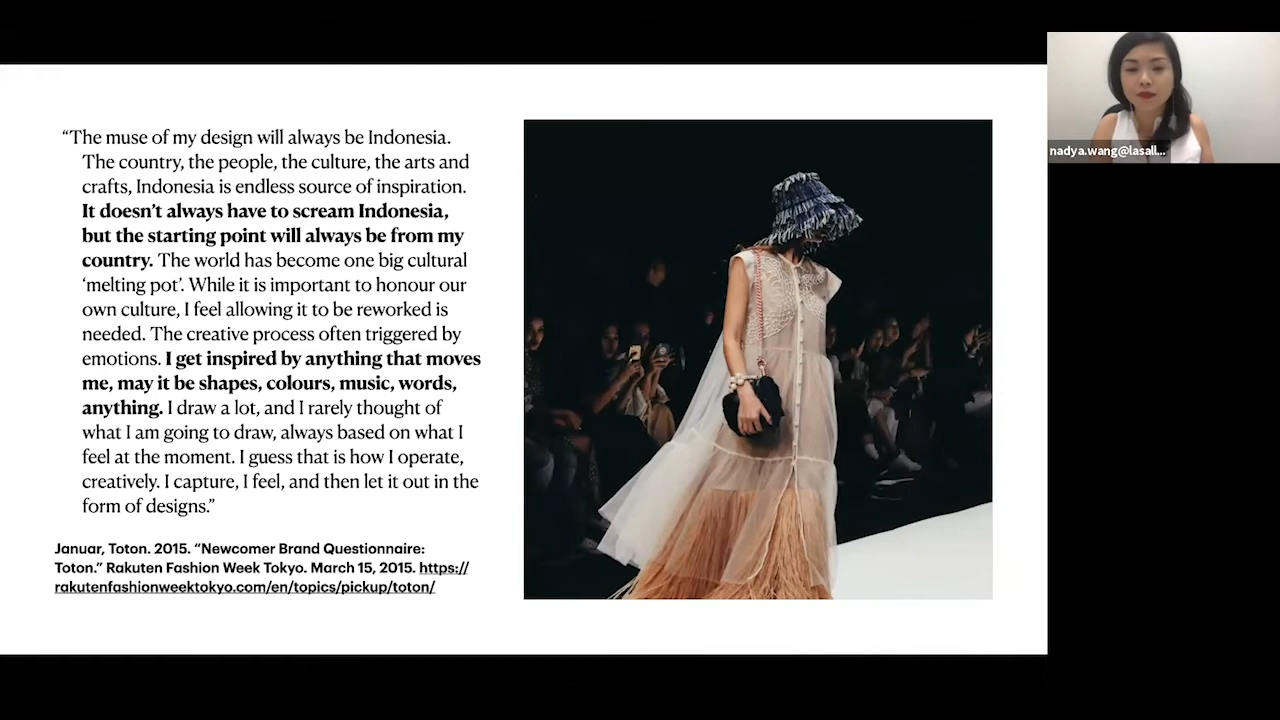 “The muse of my design will always be Indonesia.
The country, the people, the culture, the arts and
crafts, Indonesia is endless source of inspiration.
It doesn’t always have to scream Indonesia,
but the starting point will always be from my
country. The world has become one big cultural
‘melting pot’. While it is important to honour our
own culture, I feel allowing it to be reworked is
needed. The creative process often triggered by
emotions. I get inspired by anything that moves
me, may it be shapes, colours, music, words,
anything. I draw a lot, and I rarely thought of
what I am going to draw, always based on what I
feel at the moment. I guess that is how I operate,
creatively. I capture, I feel, and then let it out in the
form of designs.”
Januar, Toton. 2015. “Newcomer Brand Questionnaire:
Toton.” Rakuten Fashion Week Tokyo. March 15, 2015. https://
rakutenfashionweektokyo.com/en/topics/pickup/toton/
nadya.wang@lasall...